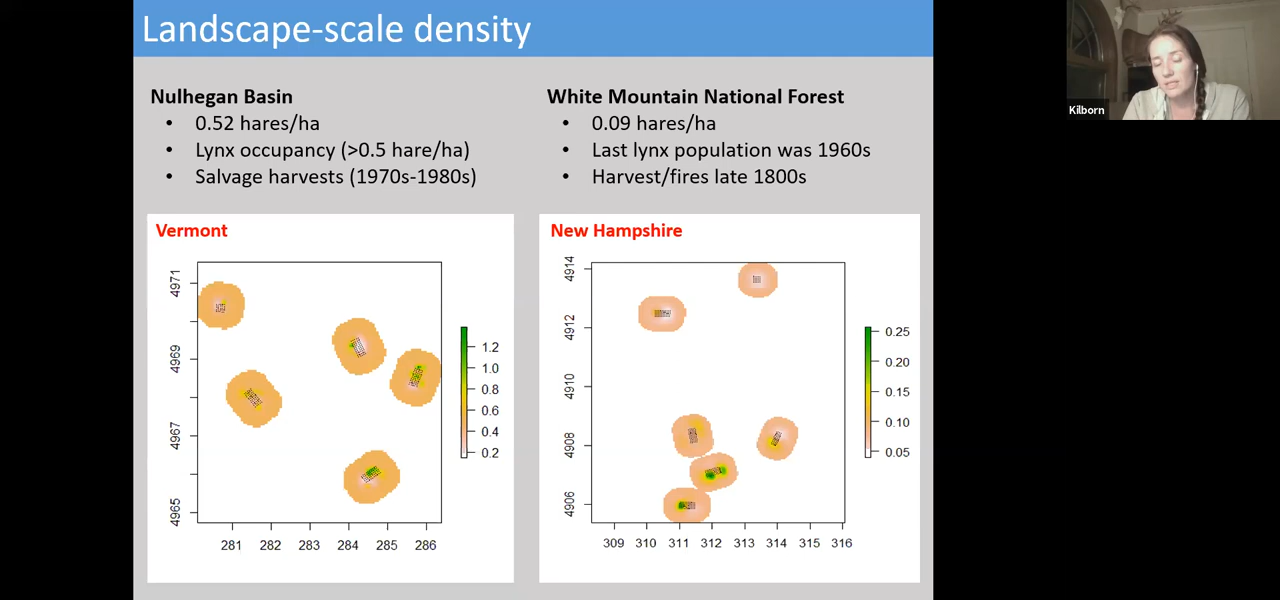 Landscape-scale density
Kilborn
Nulhegan Basin
• 0.52 hares/ha
• Lynx occupancy (>0.5 hare/ha)
• Salvage harvests (1970s-1980s)
White Mountain National Forest
• 0.09 hares/ha
• Last lynx population was 1960s
• Harvest/fires late 1800s
Vermont
4971
4969
4967
4965
281 282 283 284 285 286
1.2
1.0
0.8
0.6
0.4
0.2
New Hampshire
4914
4912
4910
4908
4906
309 310 311 312 313 314 315 316
0.25
0.20
0.15
0.10
0.05